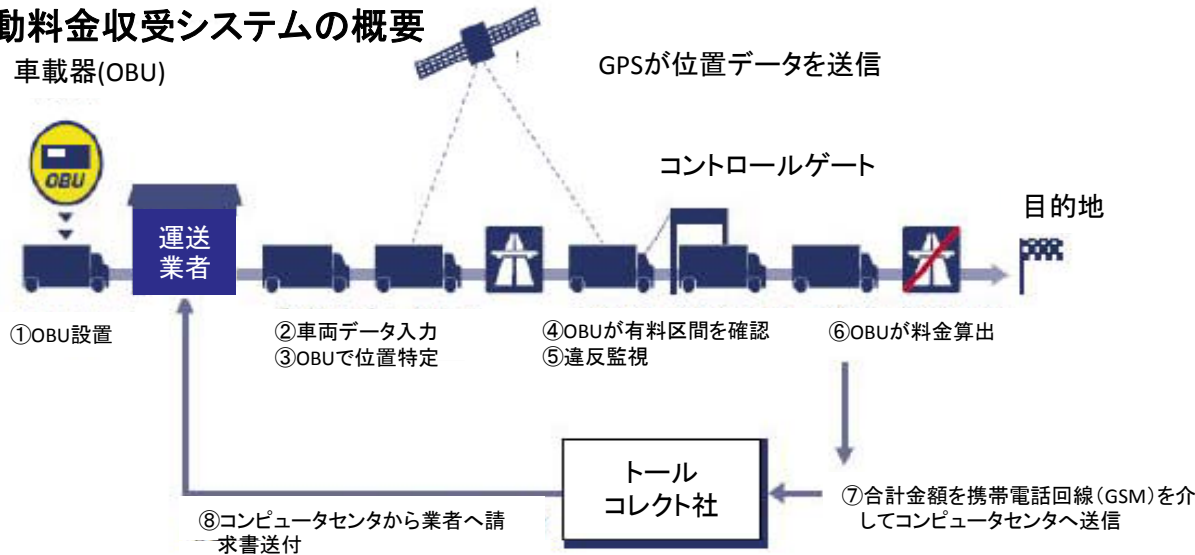 動料金収受システムの概要
車載器(OBU)
GPSが位置データを送信
OBU
コントロールゲート
運送
業者
目的地
①OBU設置
②車両データ入力
③OBUで位置特定
④OBUが有料区間を確認
⑤違反監視
⑥OBUが料金算出
トール
コレクト社
⑦合計金額を携帯電話回線(GSM)を介
してコンピュータセンタへ送信
⑧コンピュータセンタから業者へ請
求書送付